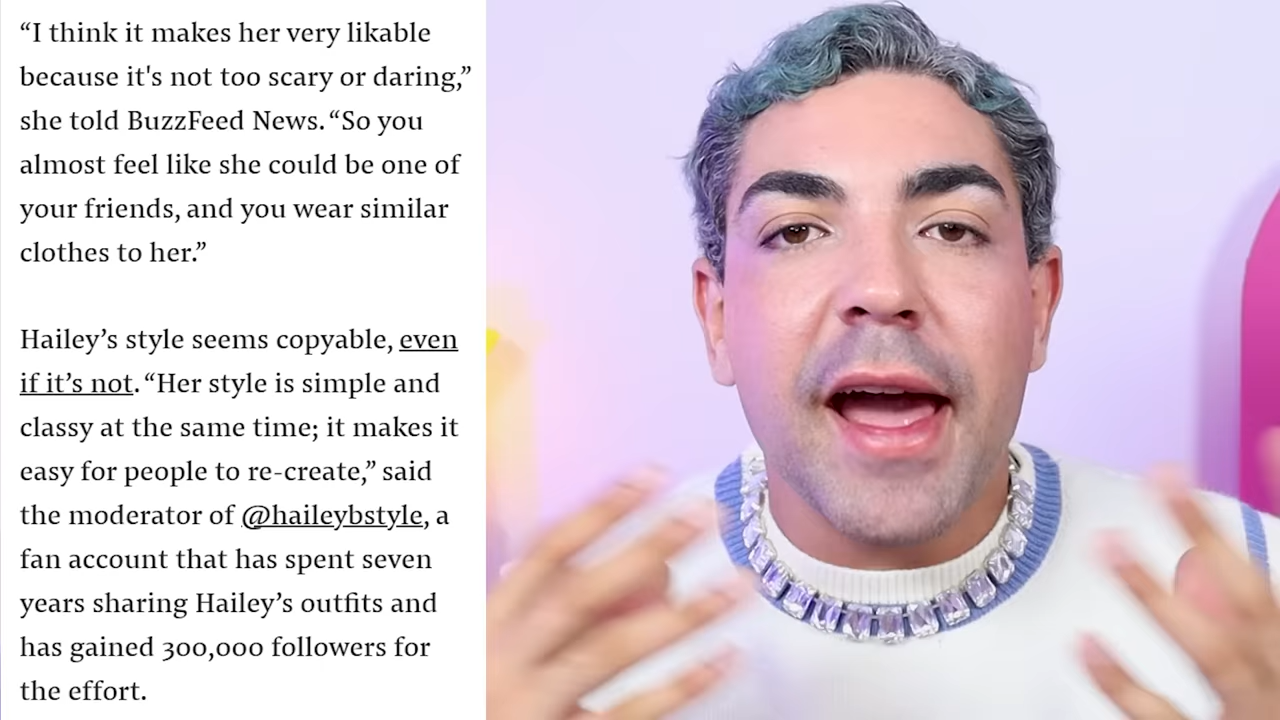 “I think it makes her very likable
because it's not too scary or daring,”
she told BuzzFeed News. “So you
almost feel like she could be one of
your friends, and you wear similar
clothes to her.”
Hailey’s style seems copyable, even
if it’s not. “Her style is simple and
classy at the same time; it makes it
easy for people to re-create,” said
the moderator of @haileybstyle, a
fan account that has spent seven
years sharing Hailey’s outfits and
has gained 300,000 followers for
the effort.